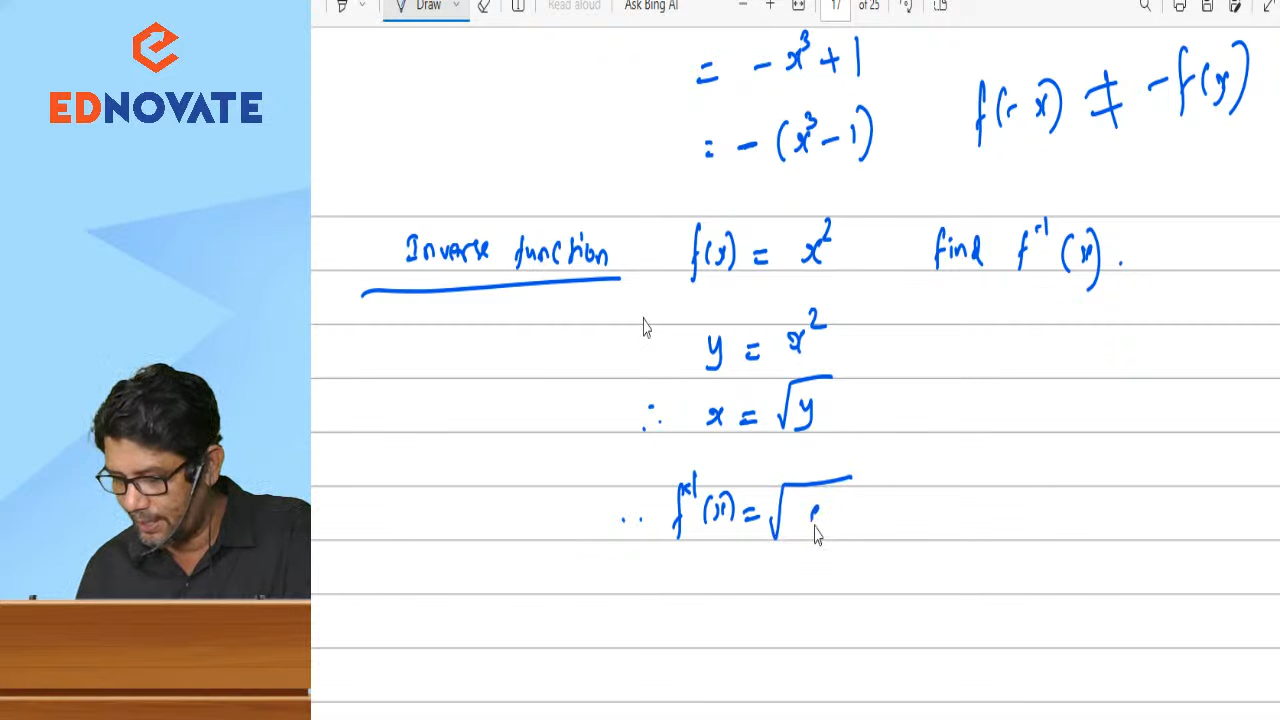 Draw
Read aloud
Ask Bing AI
17 of 25
EDNOVATE
= - x³ + 1
= - (x³ - 1)
f(-x) ≠ -f(x)
Inverse function f(x) = x² find f⁻¹(x).
y = x²
∴ x = √y
∴ f⁻¹(x) = √